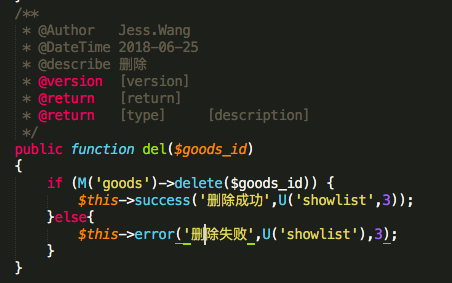 /**
 * @Author   Jess.Wang
 * @DateTime 2018-06-25
 * @describe 删除
 * @version  [version]
 * @return   [return]
 * @return   [type]      [description]
 */
public function del($goods_id)
{
    if (M('goods')->delete($goods_id)) {
        $this->success('删除成功',U('showlist',3));
    }else{
        $this->error('删除失败',U('showlist'),3);
    }
}